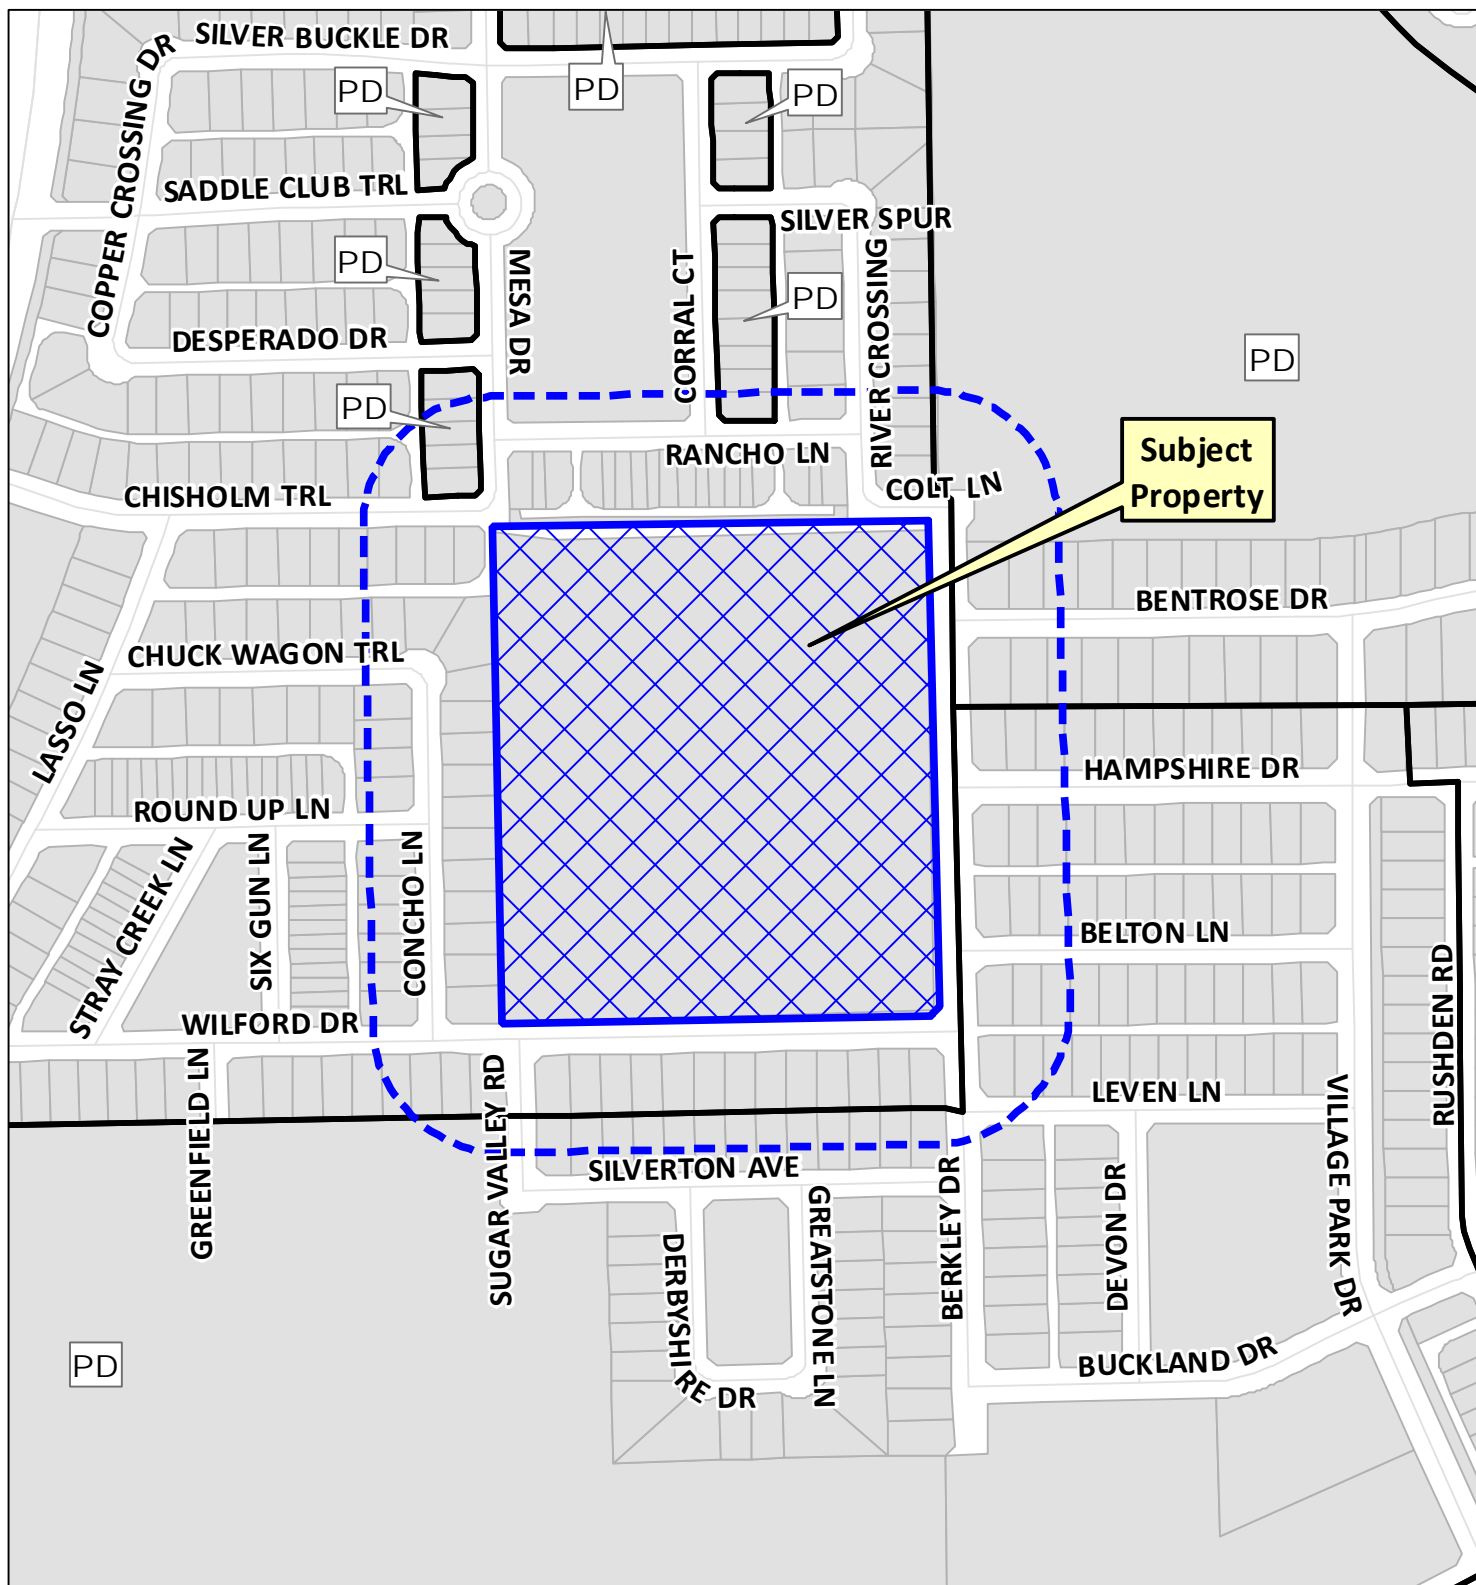 SILVER BUCKLE DR
COPPER CROSSING DR
PD
PD
PD
SADDLE CLUB TRL
SILVER SPUR
PD
MESA DR
CORRAL CT
RIVER CROSSING
PD
DESPERADO DR
PD
PD
Subject
Property
RANCHO LN
CHISHOLM TRL
COLT LN
BENTROSE DR
CHUCK WAGON TRL
LASSO LN
HAMPSHIRE DR
ROUND UP LN
STRAY CREEK LN
SIX GUN LN
CONCHO LN
BELTON LN
WILFORD DR
RUSHDEN RD
GREENFIELD LN
SUGAR VALLEY RD
LEVEN LN
VILLAGE PARK DR
SILVERTON AVE
DERBYSHIRE DR
GREATSTONE LN
BERKLEY DR
DEVON DR
PD
BUCKLAND DR